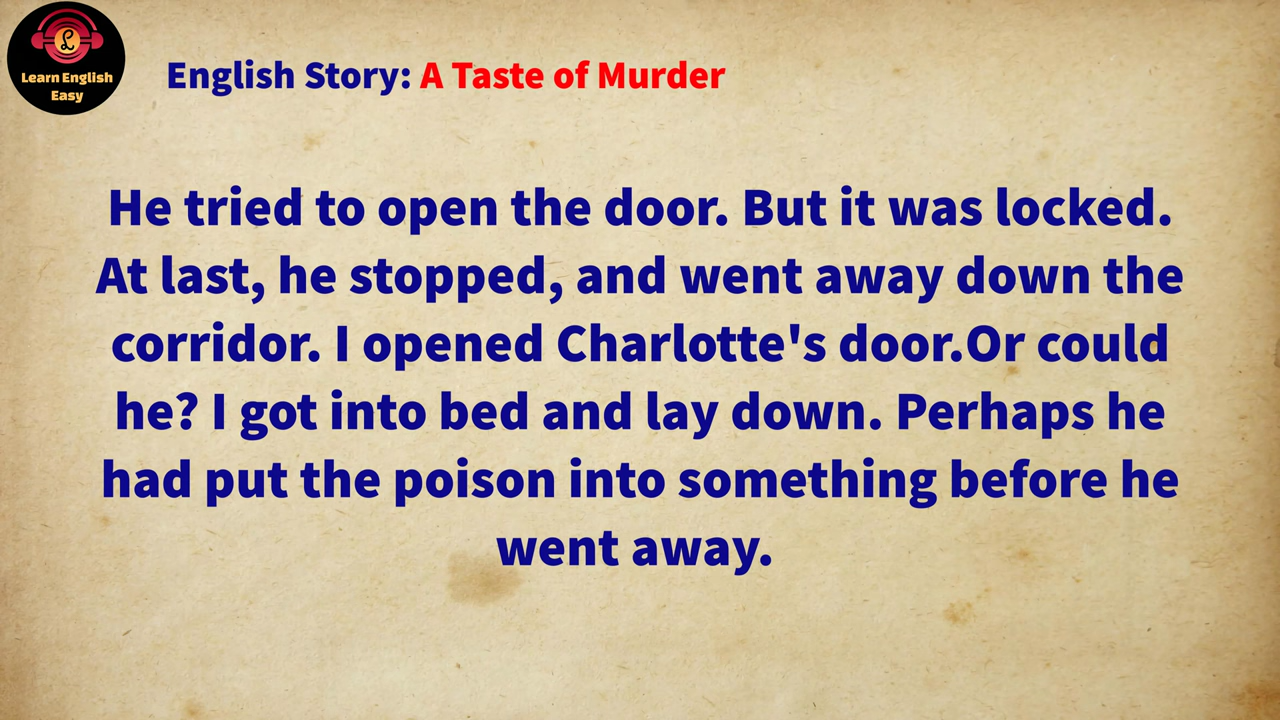 Learn English
Easy
English Story: A Taste of Murder
He tried to open the door. But it was locked.
At last, he stopped, and went away down the
corridor. I opened Charlotte's door.Or could
he? I got into bed and lay down. Perhaps he
had put the poison into something before he
went away.